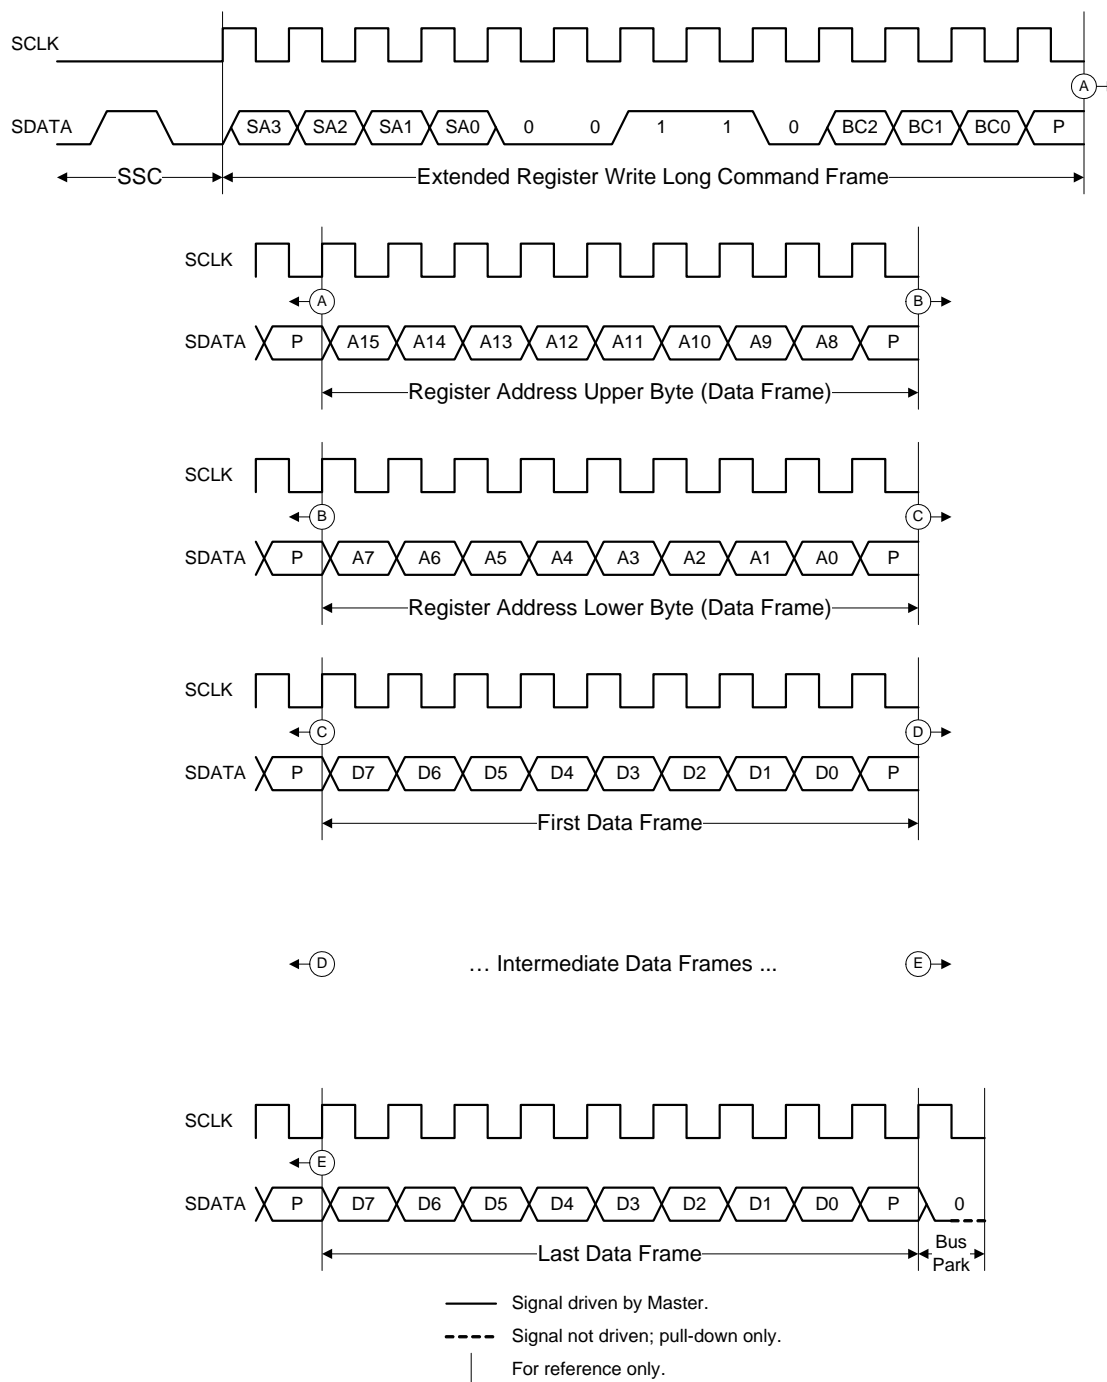 SCLK
A
SDATA SA3 SA2 SA1 SA0 0 0 1 1 0 BC2 BC1 BC0 P
SSC Extended Register Write Long Command Frame
SCLK
A B
SDATA P A15 A14 A13 A12 A11 A10 A9 A8 P
Register Address Upper Byte (Data Frame)
SCLK
B C
SDATA P A7 A6 A5 A4 A3 A2 A1 A0 P
Register Address Lower Byte (Data Frame)
SCLK
C D
SDATA P D7 D6 D5 D4 D3 D2 D1 D0 P
First Data Frame
D … Intermediate Data Frames ... E
SCLK
E
SDATA P D7 D6 D5 D4 D3 D2 D1 D0 P 0
Last Data Frame
Bus
Park
Signal driven by Master.
Signal not driven; pull-down only.
For reference only.